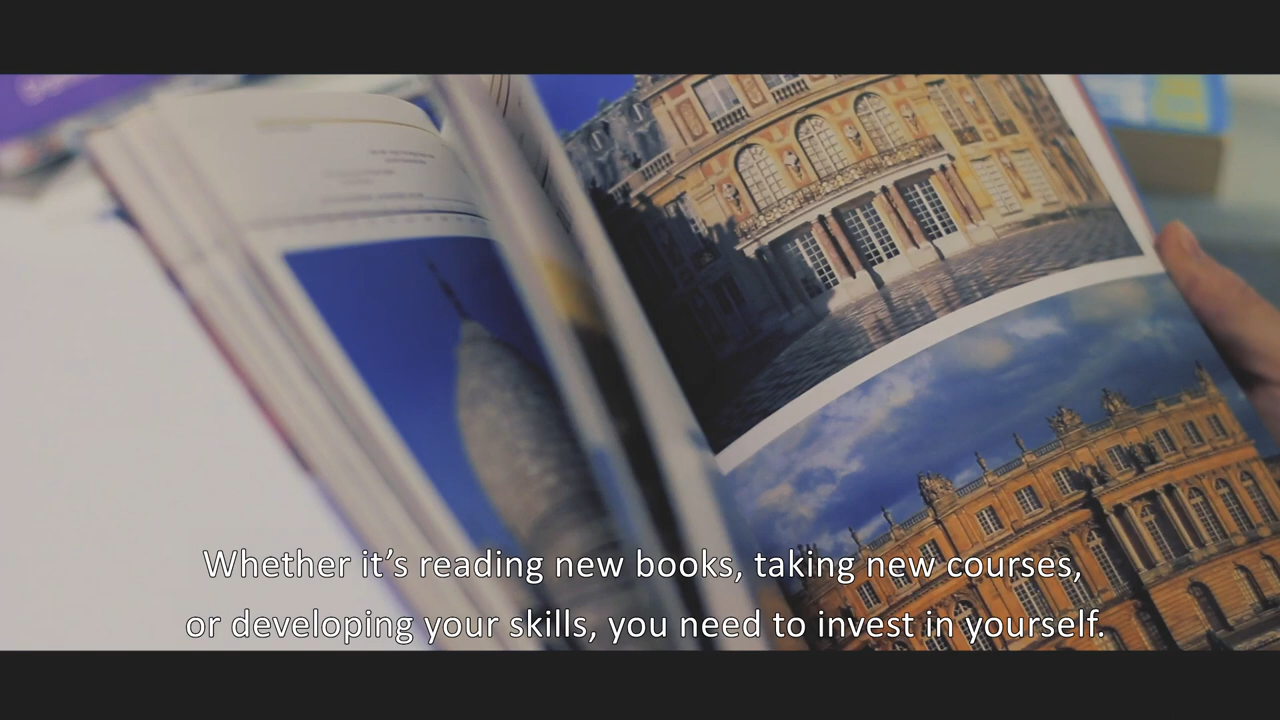 Whether it’s reading new books, taking new courses,
or developing your skills, you need to invest in yourself.